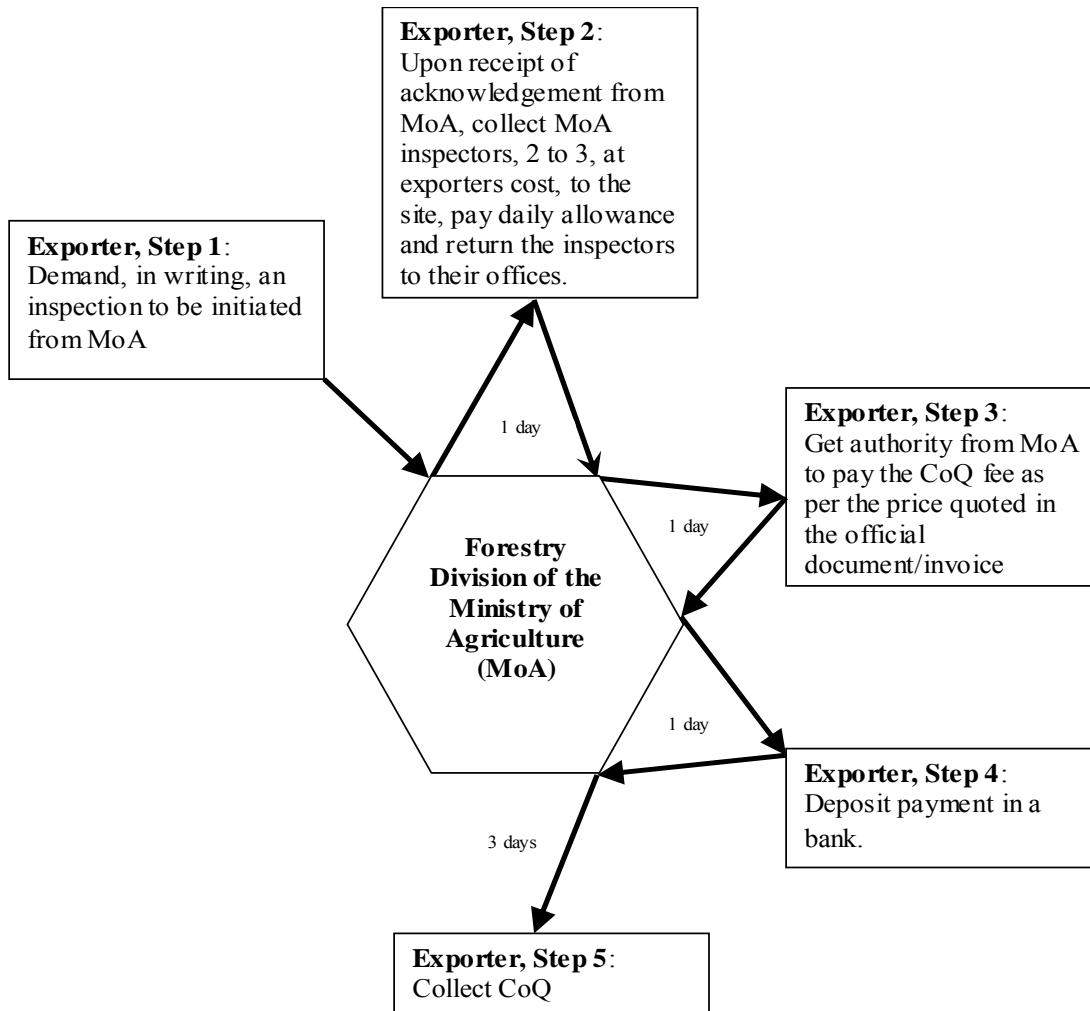 Exporter, Step 1:
Demand, in writing, an
inspection to be initiated
from MoA
Exporter, Step 2:
Upon receipt of
acknowledgement from
MoA, collect MoA
inspectors, 2 to 3, at
exporters cost, to the
site, pay daily allowance
and return the inspectors
to their offices.
1 day
Exporter, Step 3:
Get authority from MoA
to pay the CoQ fee as
per the price quoted in
the official
document/invoice
1 day
Forestry
Division of the
Ministry of
Agriculture
(MoA)
1 day
Exporter, Step 4:
Deposit payment in a
bank.
3 days
Exporter, Step 5:
Collect CoQ